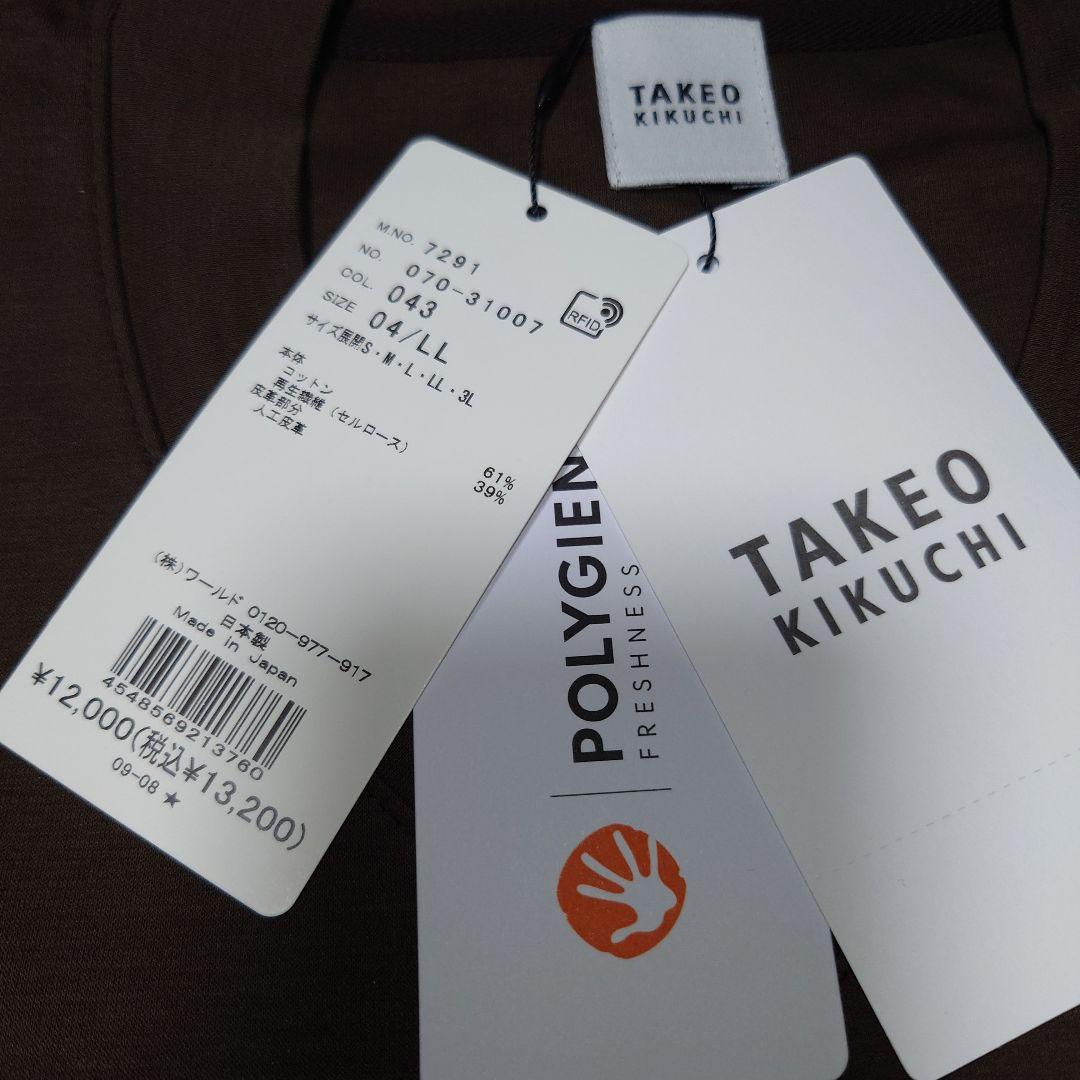 TAKEO
KIKUCHI
M.NO. 7291
NO. 070-31007
COL. 043
SIZE 04/LL
サイズ展開S・M・L・LL・3L
RFID
本体
コットン 61%
再生繊維(セルロース) 39%
皮革部分
人工皮革
(株)ワールド 0120-977-917
日本製
Made in Japan
4548569213760
¥12,000(税込¥13,200)
09-08 ★
POLYGIEN
FRESHNESS
TAKEO
KIKUCHI